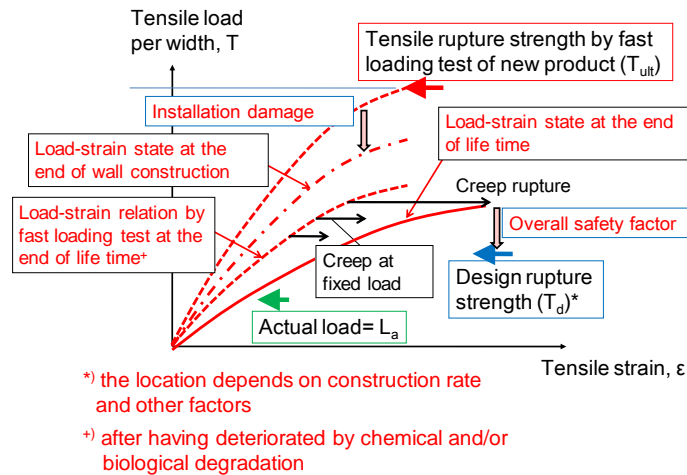 Tensile load
per width, T
Tensile rupture strength by fast
loading test of new product (Tult)
Installation damage
Load-strain state at the end
of life time
Load-strain state at the
end of wall construction
Creep rupture
Load-strain relation by
fast loading test at the
end of life time+
Overall safety factor
Creep at
fixed load
Design rupture
strength (Td)*
Actual load= La
Tensile strain, ε
*) the location depends on construction rate
and other factors
+) after having deteriorated by chemical and/or
biological degradation